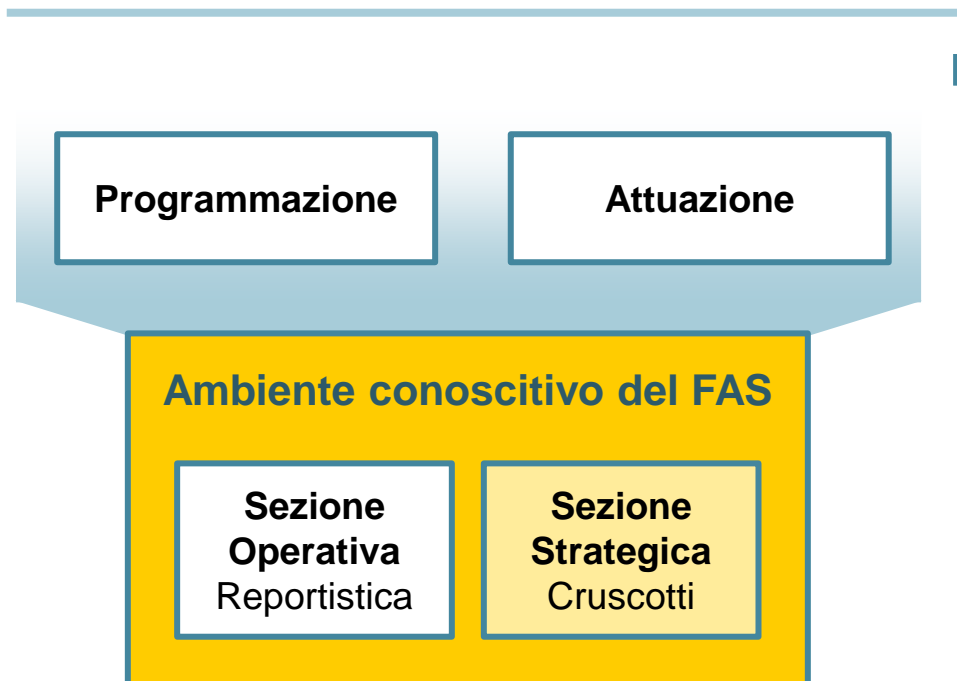 Programmazione
Attuazione
Ambiente conoscitivo del FAS
Sezione
Operativa
Reportistica
Sezione
Strategica
Cruscotti